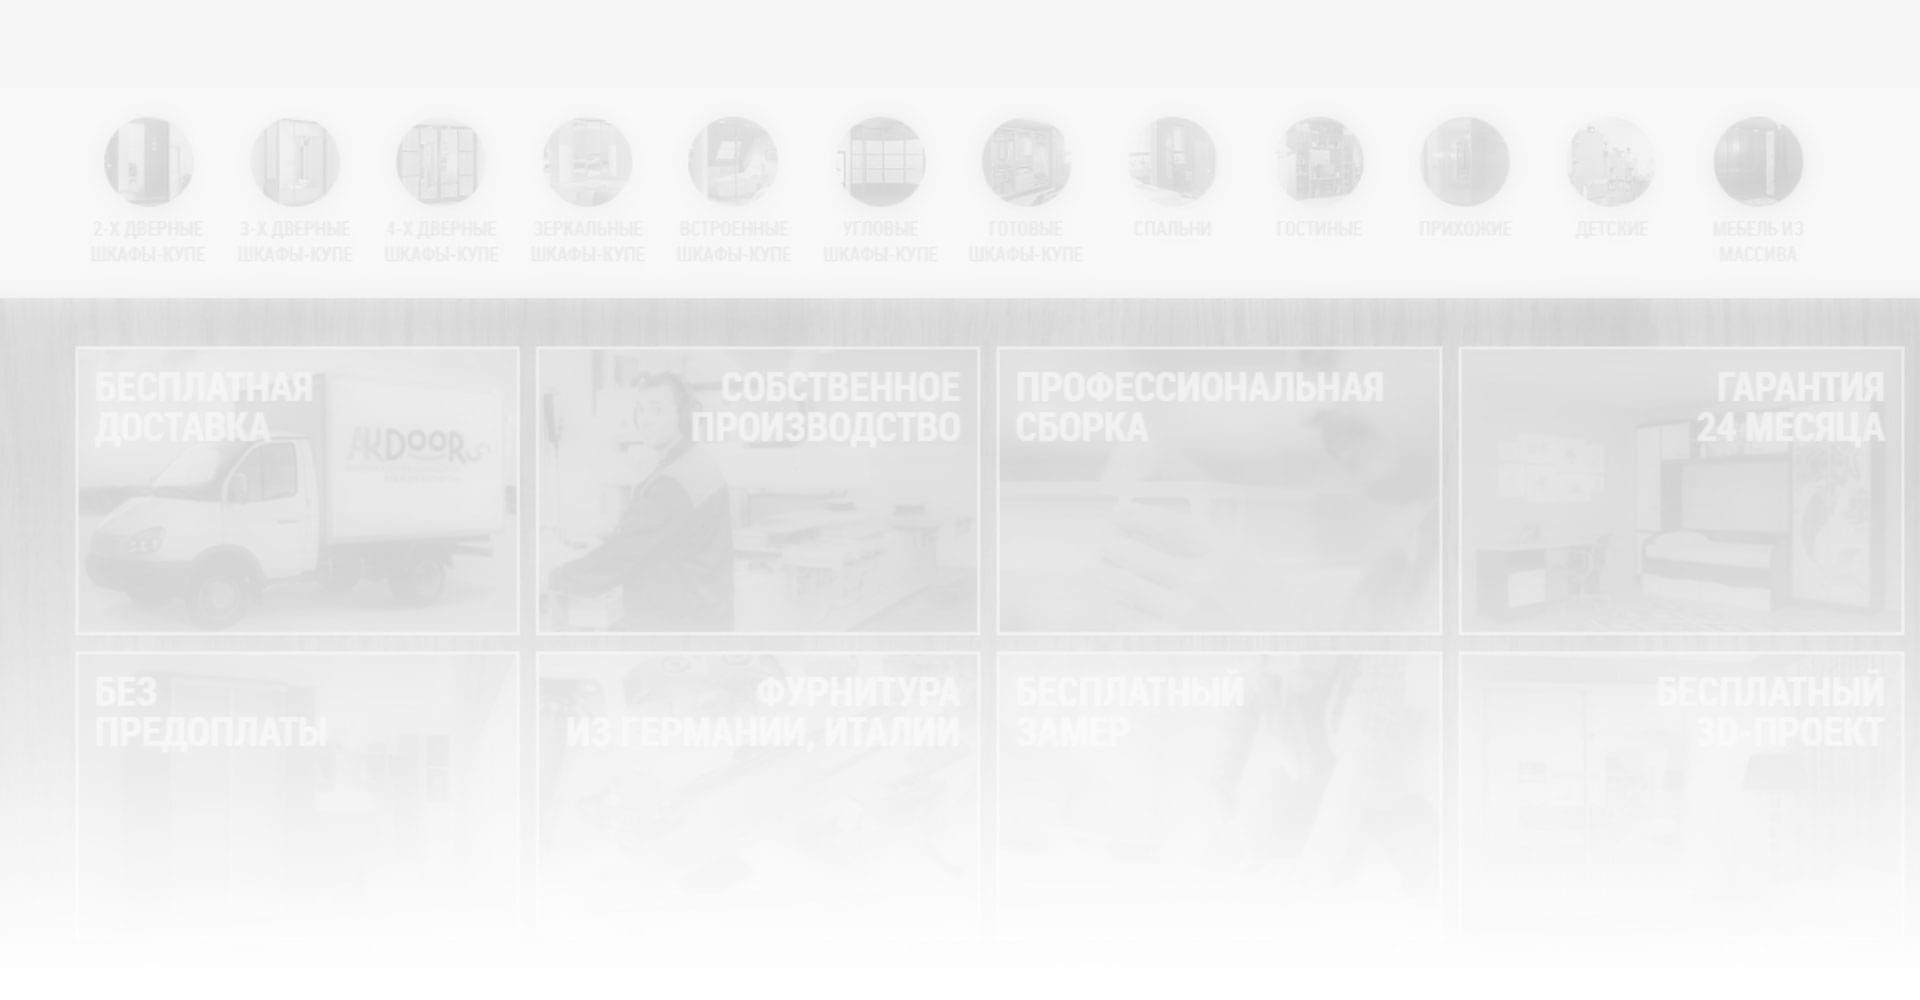 2-Х ДВЕРНЫЕ
ШКАФЫ-КУПЕ
3-Х ДВЕРНЫЕ
ШКАФЫ-КУПЕ
4-Х ДВЕРНЫЕ
ШКАФЫ-КУПЕ
ЗЕРКАЛЬНЫЕ
ШКАФЫ-КУПЕ
ВСТРОЕННЫЕ
ШКАФЫ-КУПЕ
УГЛОВЫЕ
ШКАФЫ-КУПЕ
ГОТОВЫЕ
ШКАФЫ-КУПЕ
СПАЛЬНИ
ГОСТИНЫЕ
ПРИХОЖИЕ
ДЕТСКИЕ
МЕБЕЛЬ ИЗ
МАССИВА
БЕСПЛАТНАЯ
ДОСТАВКА
AKDOOR
СОБСТВЕННОЕ
ПРОИЗВОДСТВО
ПРОФЕССИОНАЛЬНАЯ
СБОРКА
ГАРАНТИЯ
24 МЕСЯЦА
БЕЗ
ПРЕДОПЛАТЫ
ФУРНИТУРА
ИЗ ГЕРМАНИИ, ИТАЛИИ
БЕСПЛАТНЫЙ
ЗАМЕР
БЕСПЛАТНЫЙ
3D-ПРОЕКТ